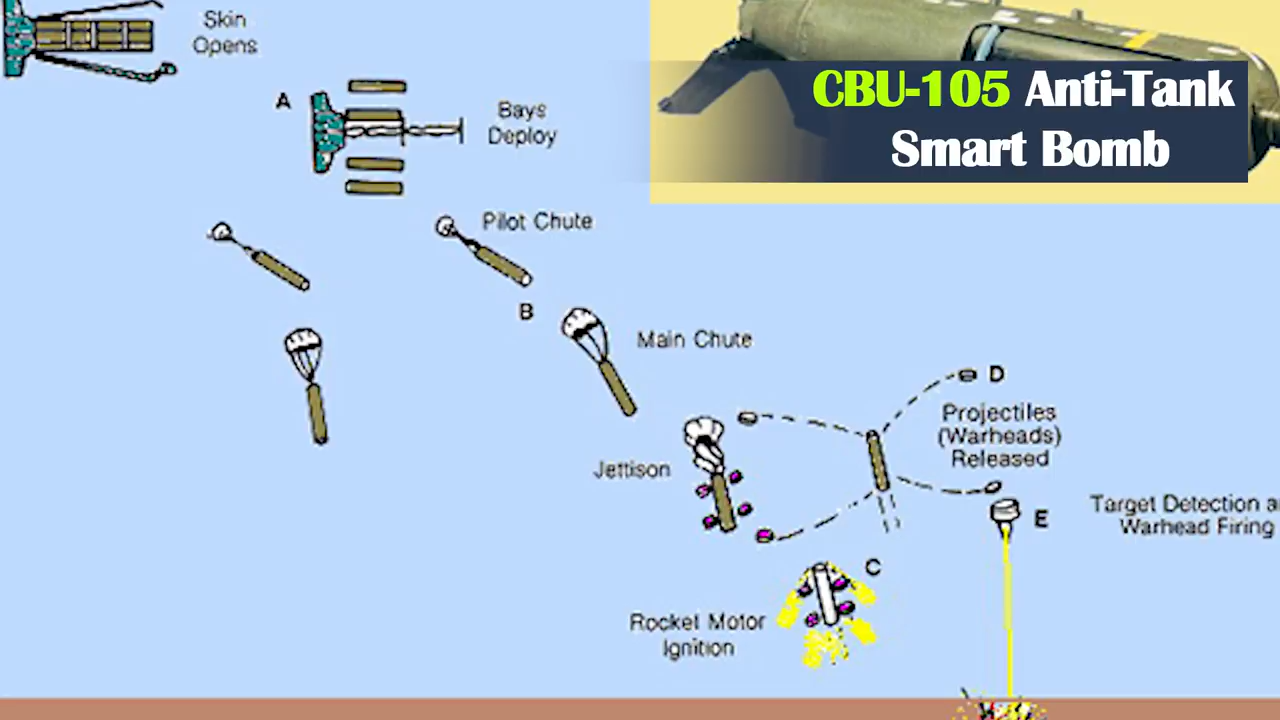 Skin
Opens
CBU-105 Anti-Tank
Smart Bomb
A
Bays
Deploy
Pilot Chute
B
Main Chute
D
Projectiles
(Warheads)
Released
Jettison
Target Detection a
Warhead Firing
E
C
Rocket Motor
Ignition